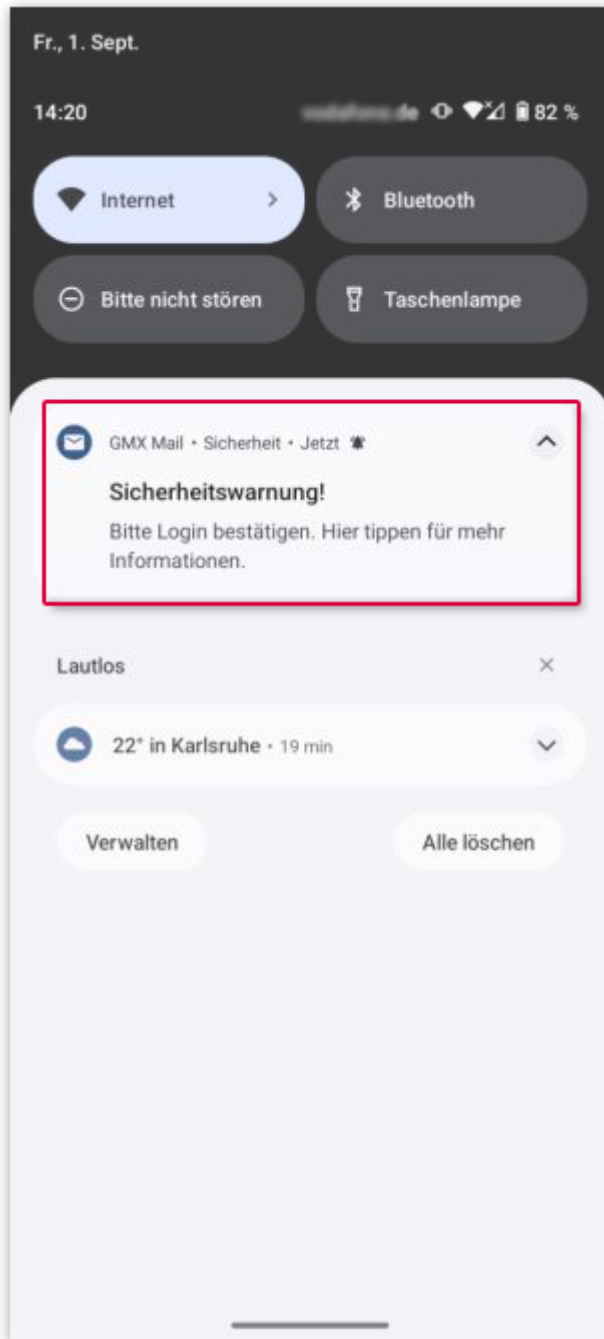 Fr., 1. Sept.
14:20 82 %
Internet
Bluetooth
Bitte nicht stören
Taschenlampe
GMX Mail • Sicherheit • Jetzt
Sicherheitswarnung!
Bitte Login bestätigen. Hier tippen für mehr
Informationen.
Lautlos
22° in Karlsruhe • 19 min
Verwalten
Alle löschen